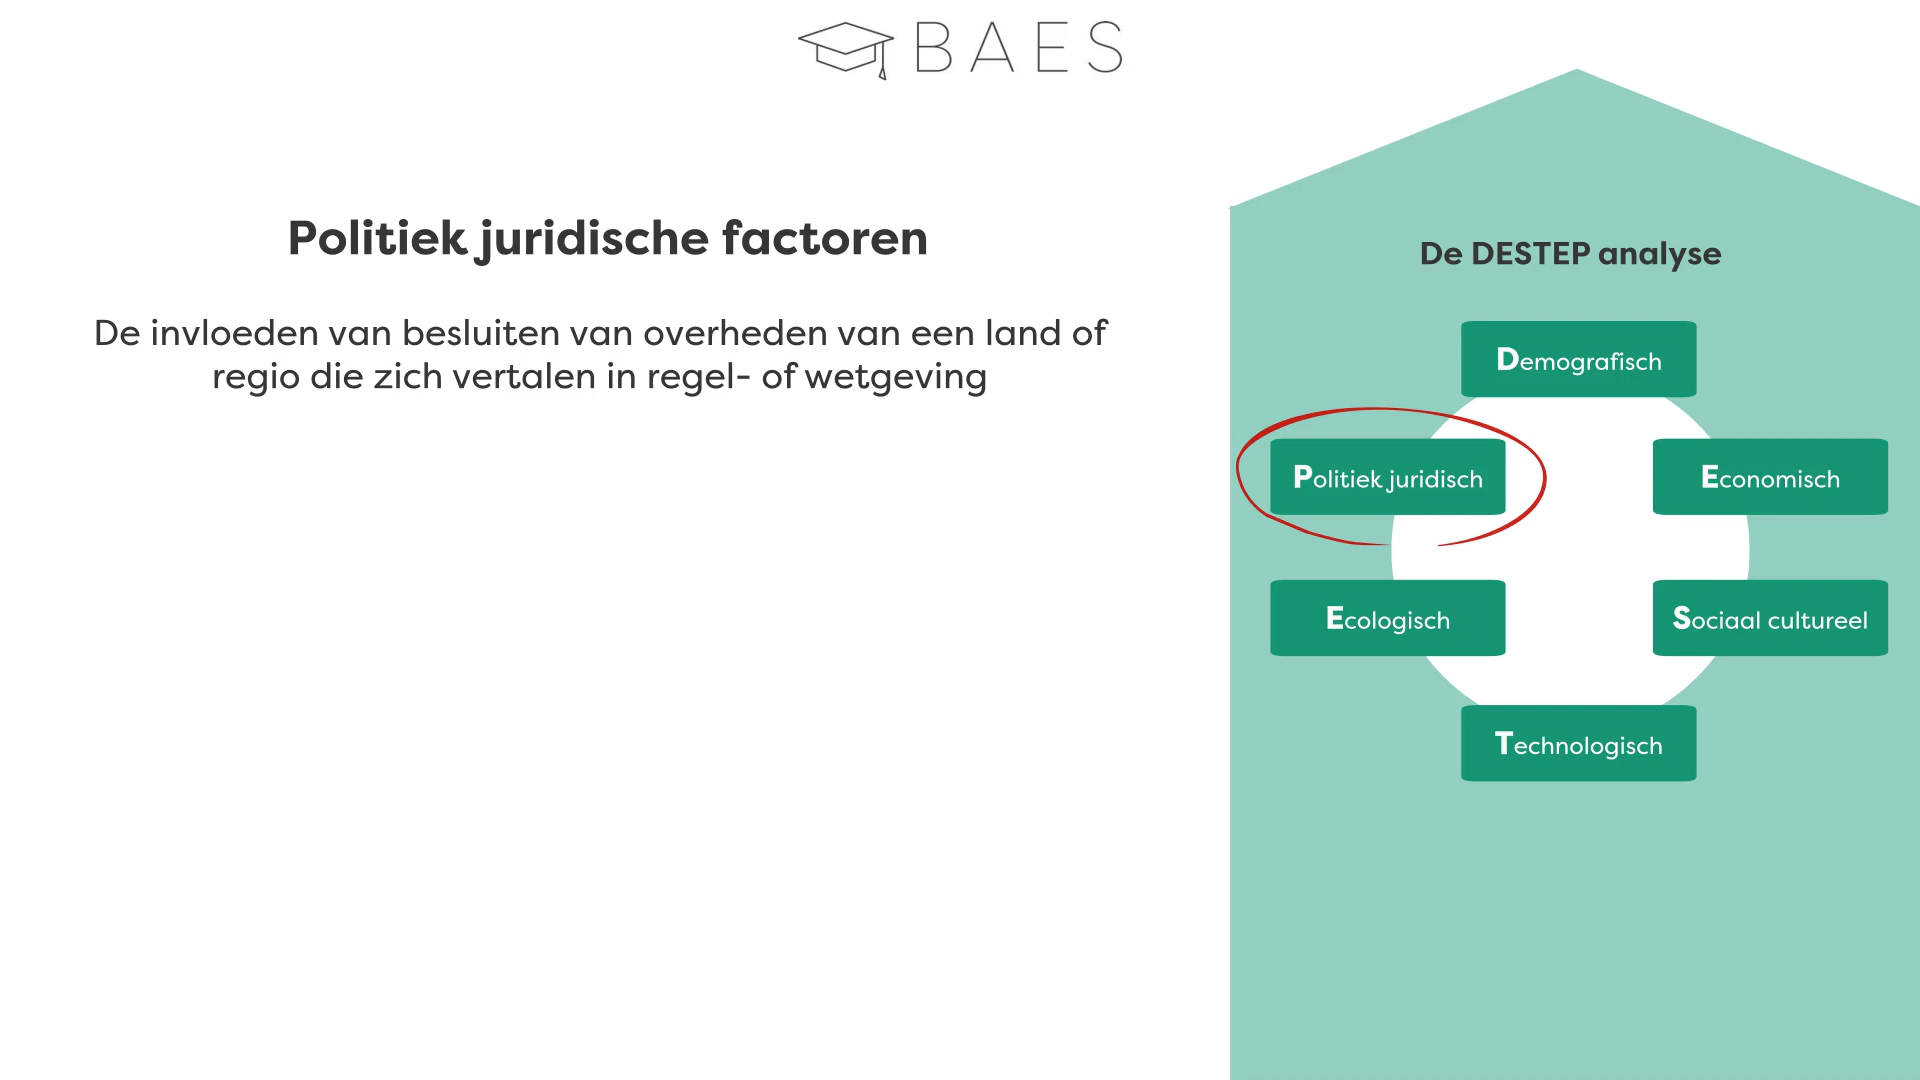 BAES
Politiek juridische factoren
De invloeden van besluiten van overheden van een land of
regio die zich vertalen in regel- of wetgeving
De DESTEP analyse
Demografisch
Politiek juridisch
Economisch
Ecologisch
Sociaal cultureel
Technologisch